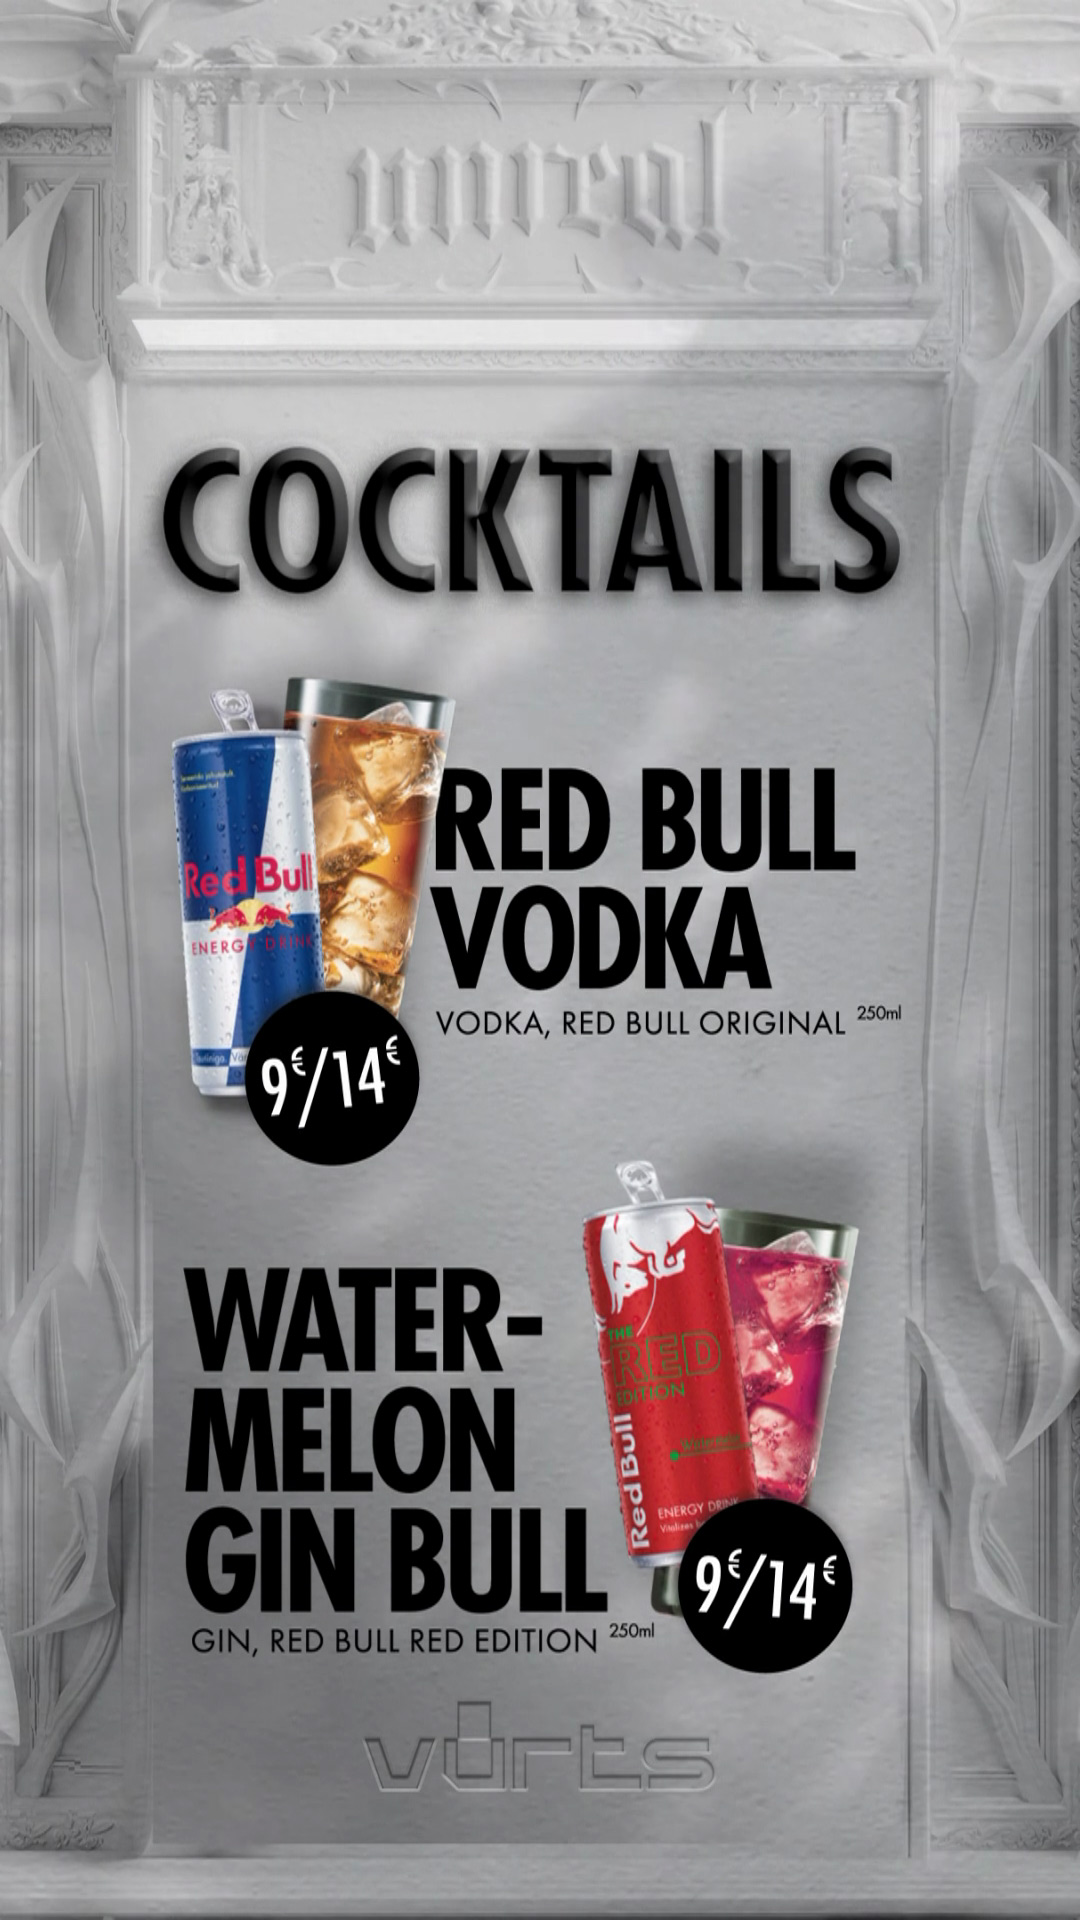 unreal
COCKTAILS
Red Bull
ENERGY DRINK
RED BULL
VODKA
VODKA, RED BULL ORIGINAL 250ml
9€/14€
WATER-
MELON
GIN BULL
GIN, RED BULL RED EDITION 250ml
THE
RED
EDITION
Red Bull
ENERGY DRINK
9€/14€
vürts